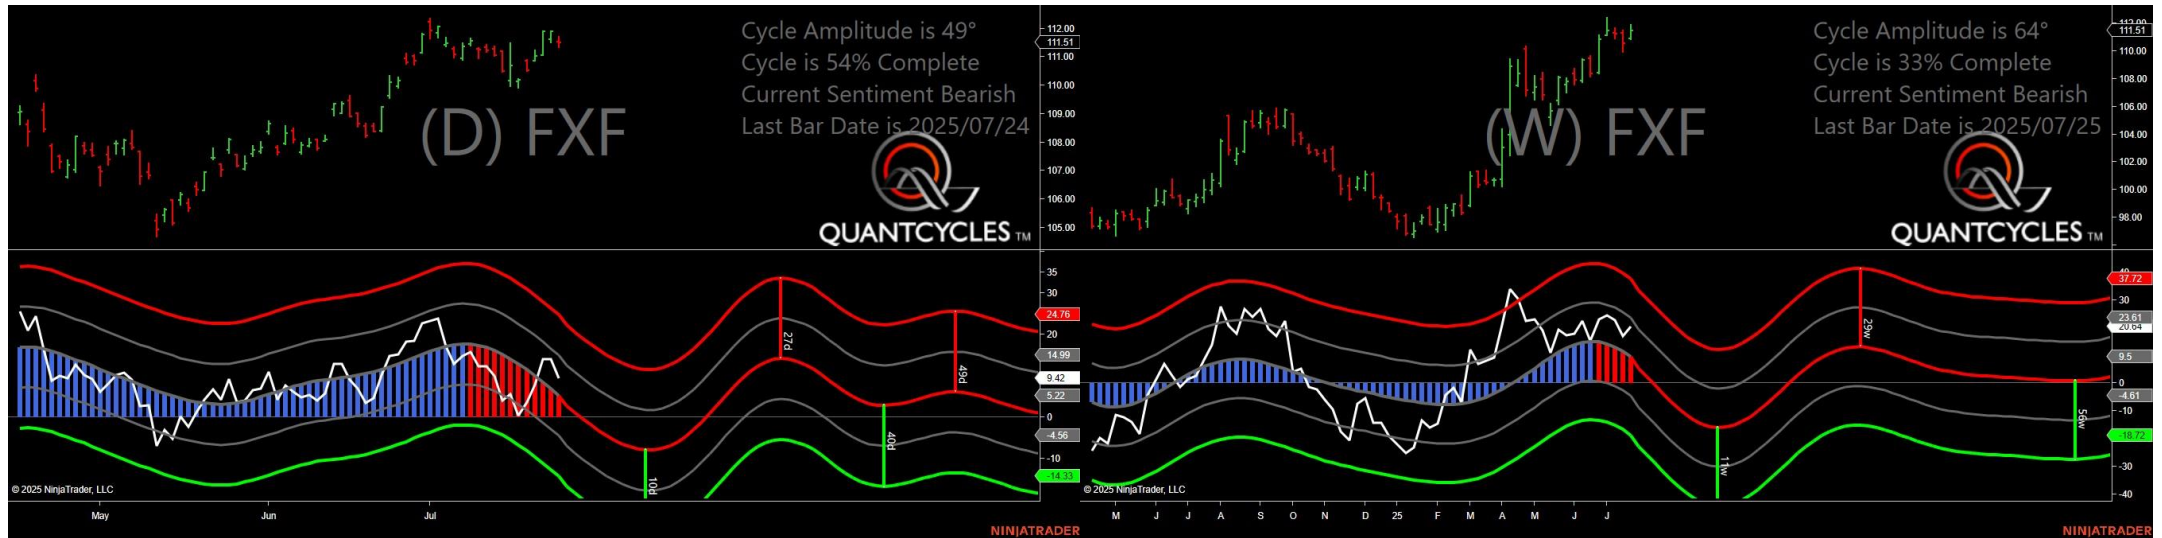 Cycle Amplitude is 49°
Cycle is 54% Complete
Current Sentiment Bearish
Last Bar Date is 2025/07/24
(D) FXF
QUANTCYCLES TM
112.00
111.51
111.00
110.00
109.00
108.00
107.00
106.00
105.00
35
30
24.76
20
14.99
9.42
5.22
0
-4.56
-10
-14.33
27d
49d
40d
10d
© 2025 NinjaTrader, LLC
May Jun Jul
NINJATRADER
Cycle Amplitude is 64°
Cycle is 33% Complete
Current Sentiment Bearish
Last Bar Date is 2025/07/25
(W) FXF
QUANTCYCLES TM
112.00
111.51
110.00
108.00
106.00
104.00
102.00
100.00
98.00
40
37.72
30
23.61
20.64
9.5
0
-4.61
-10
-18.72
-30
-40
29w
56w
11w
© 2025 NinjaTrader, LLC
M J J A S O N D 25 F M A M J J
NINJATRADER